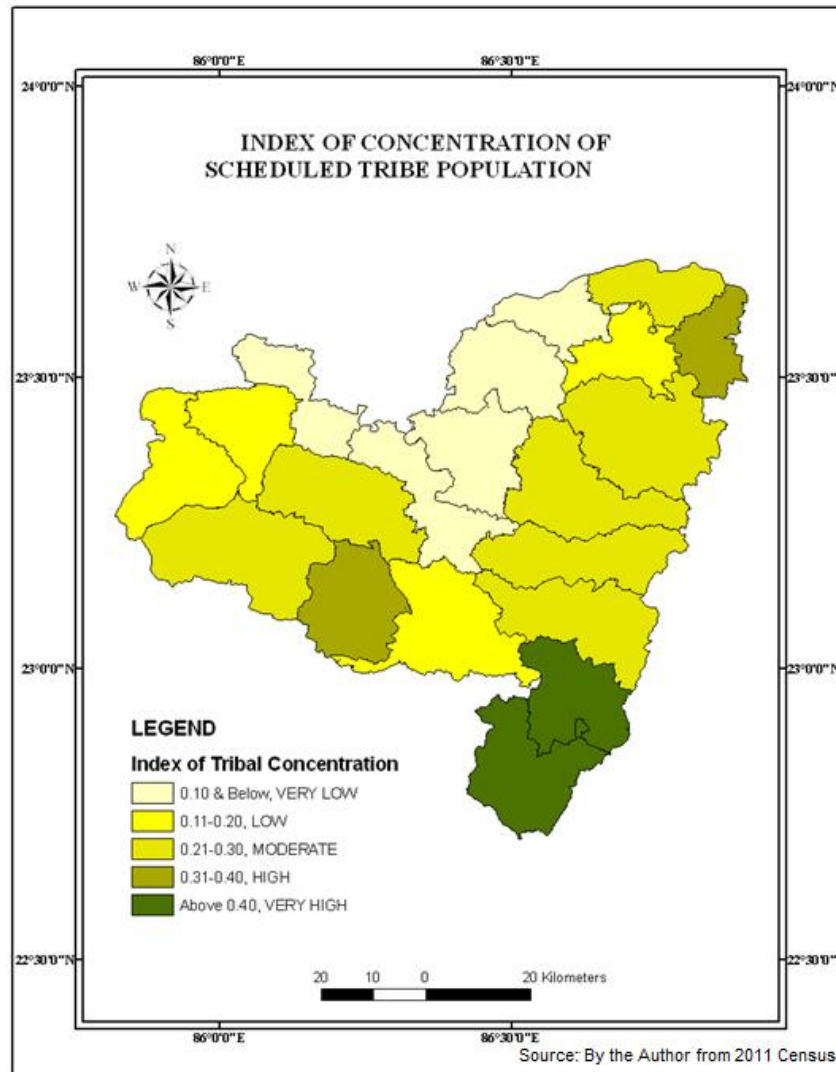 86°0'0"E 86°30'0"E
24°0'0"N 24°0'0"N
INDEX OF CONCENTRATION OF
SCHEDULED TRIBE POPULATION
N
W E
S
23°30'0"N 23°30'0"N
23°0'0"N 23°0'0"N
LEGEND
Index of Tribal Concentration
0.10 & Below, VERY LOW
0.11-0.20, LOW
0.21-0.30, MODERATE
0.31-0.40, HIGH
Above 0.40, VERY HIGH
22°30'0"N 22°30'0"N
20 10 0 20 Kilometers
86°0'0"E 86°30'0"E
Source: By the Author from 2011 Census